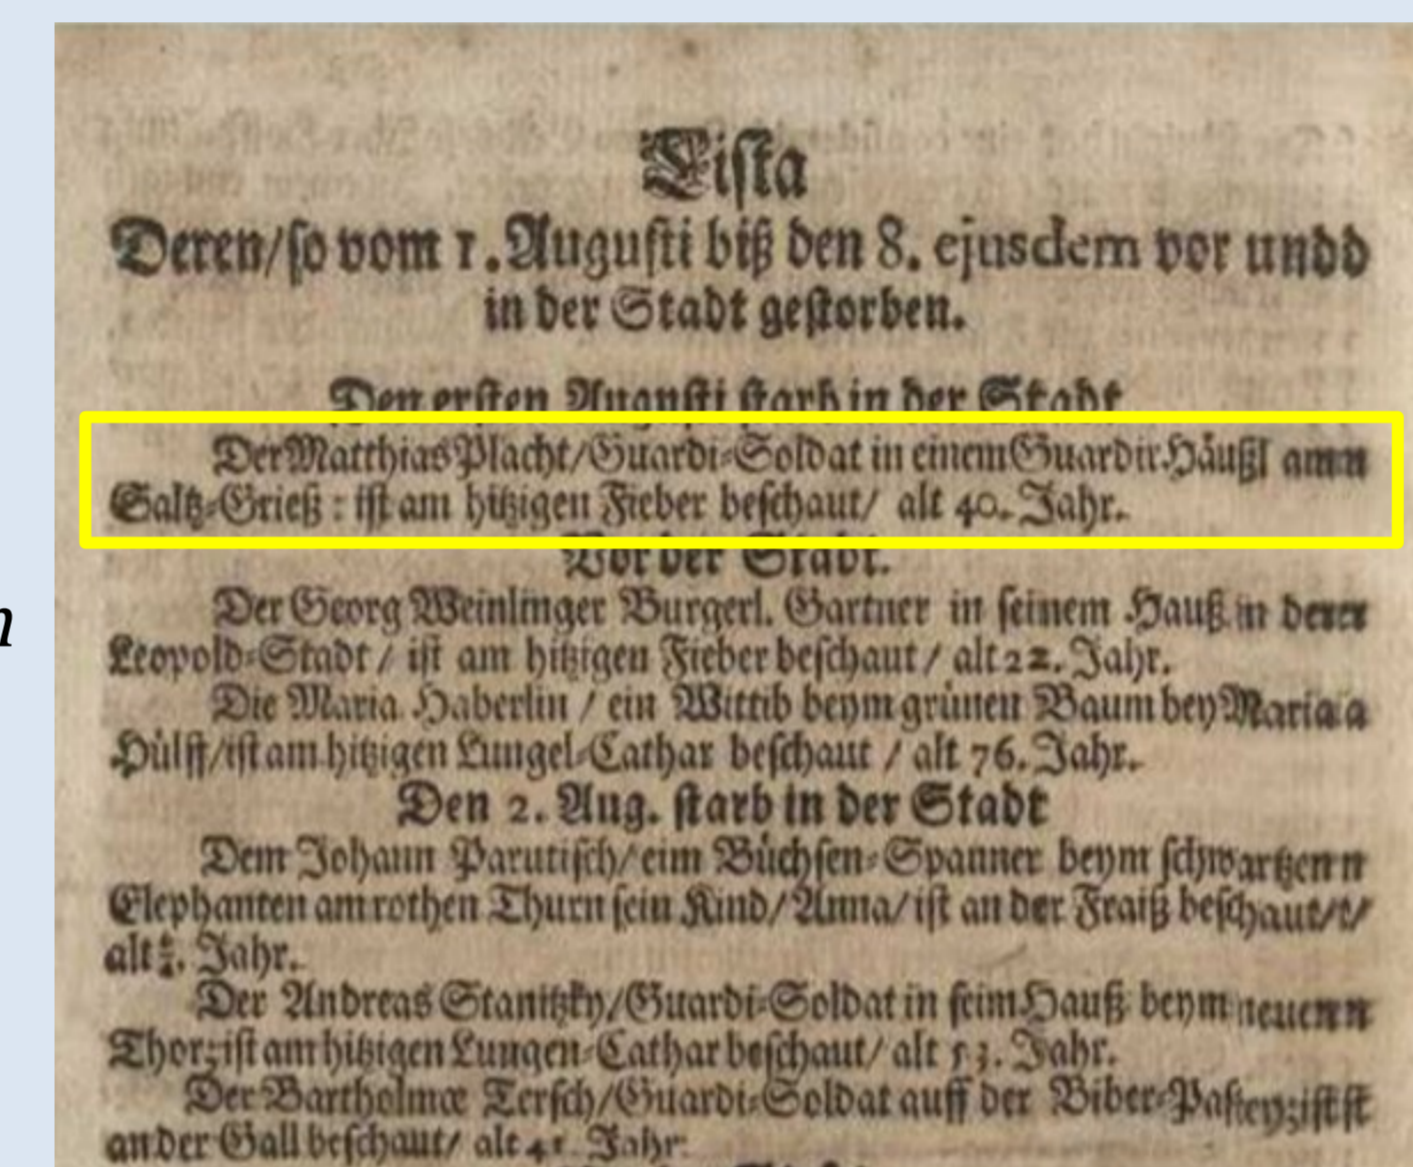 Lista
Deren/ so vom 1. Augusti biß den 8. ejusdem vor undd
in der Stadt gestorben.
Den ersten Augusti starb in der Stadt
Der Matthias Placht/ Guardi-Soldat in einem Guardi-Häußl amm
Saltz-Grieß: ist am hitzigen Fieber beschaut/ alt 40. Jahr.
Vor der Stadt.
n
Der Georg Weinlinger Burgerl. Gartner in seinem Hauß in derer
Leopold-Stadt/ ist am hitzigen Fieber beschaut/ alt 22. Jahr.
Die Maria Haberlin/ ein Wittib beym grünen Baum bey Mariaa
Hülff/ ist am hitzigen Lungel-Cathar beschaut/ alt 76. Jahr.
Den 2. Aug. starb in der Stadt
Dem Johann Parutisch/ eim Büchsen-Spanner beym schwartzenn
Elephanten am rothen Thurn sein Kind/ Anna/ ist an der Fraiß beschaut/t/
alt Jahr.
Der Andreas Stanitzky/ Guardi-Soldat in seim Hauß beym neuenn
Thor; ist am hitzigen Lungen-Cathar beschaut/ alt 53. Jahr.
Der Bartholmæ Tersch/ Guardi-Soldat auff der Biber-Pastey; istst
an der Gall beschaut/ alt 41. Jahr.